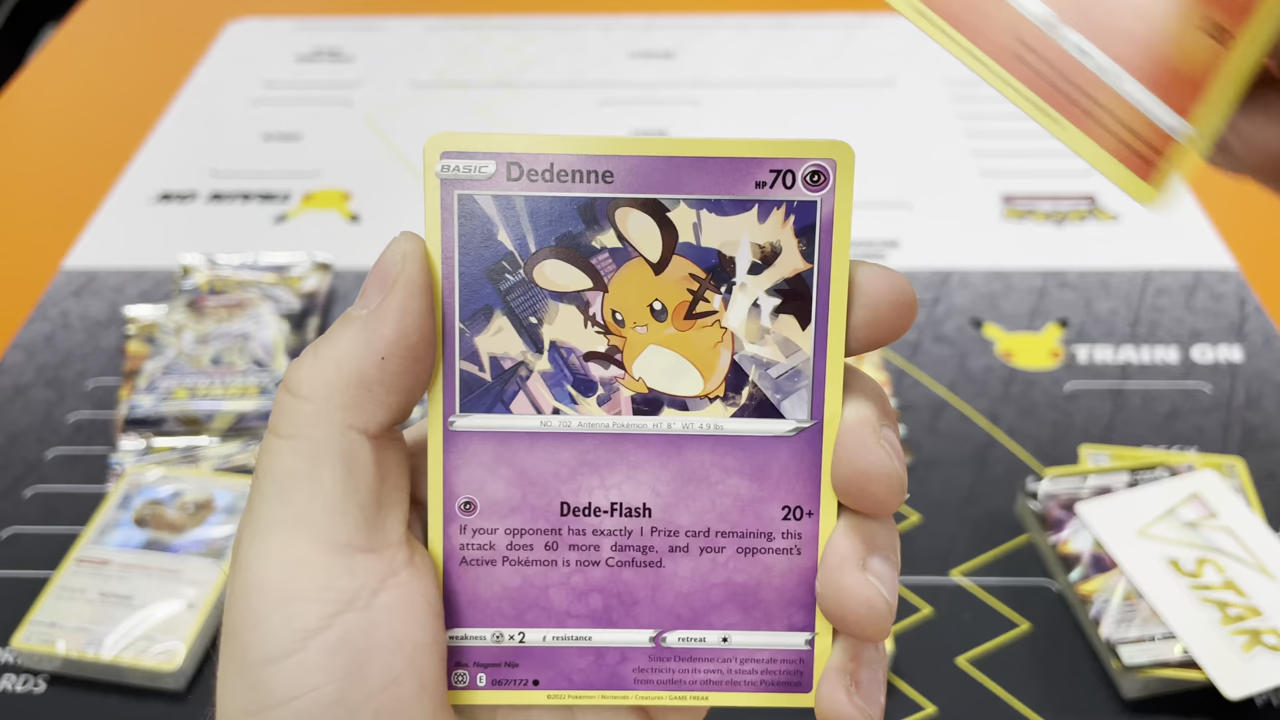 BASIC Dedenne HP 70
NO. 702 Antenna Pokémon HT: 8" WT: 4.9 lbs
Dede-Flash 20+
If your opponent has exactly 1 Prize card remaining, this
attack does 60 more damage, and your opponent's
Active Pokémon is now Confused.
weakness ×2 resistance retreat
Illus. Nagomi Nijo
E 067/172
Since Dedenne can't generate much
electricity on its own, it steals electricity
from outlets or other electric Pokémon.
©2022 Pokémon / Nintendo / Creatures / GAME FREAK
TRAIN ON
STAR
RDS